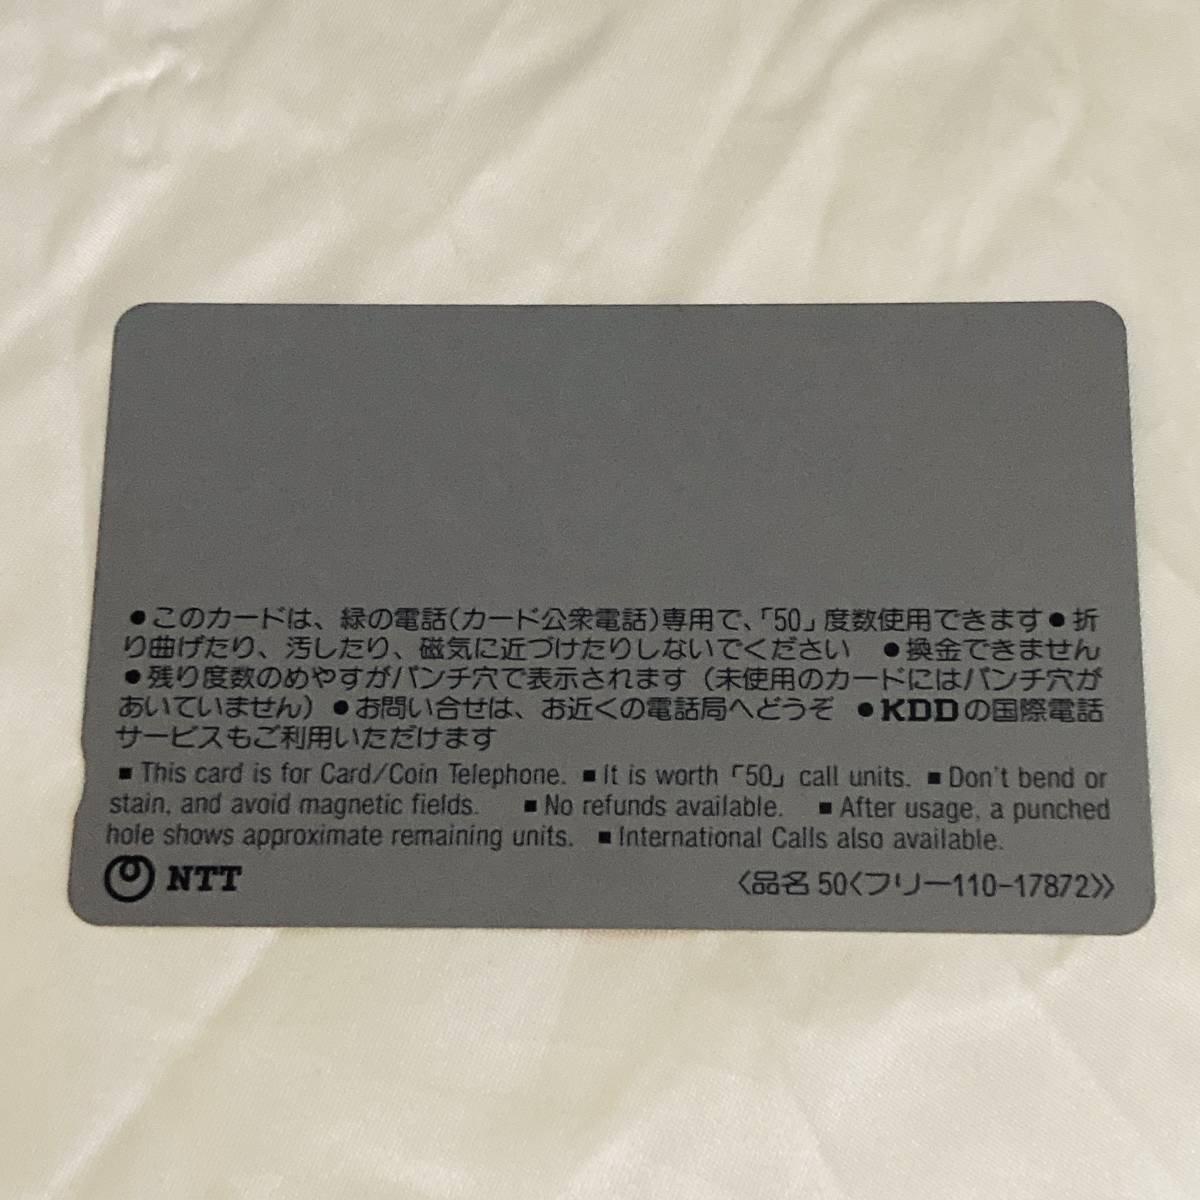 ●このカードは、緑の電話(カード公衆電話)専用で、「50」度数使用できます●折
り曲げたり、汚したり、磁気に近づけたりしないでください ●換金できません
●残り度数のめやすがパンチ穴で表示されます(未使用のカードにはパンチ穴が
あいていません)●お問い合せは、お近くの電話局へどうぞ ●KDDの国際電話
サービスもご利用いただけます
■This card is for Card/Coin Telephone. ■It is worth 「50」 call units. ■Don't bend or
stain, and avoid magnetic fields. ■No refunds available. ■After usage, a punched
hole shows approximate remaining units. ■International Calls also available.
NTT 〈品名 50〈フリー110-17872〉〉